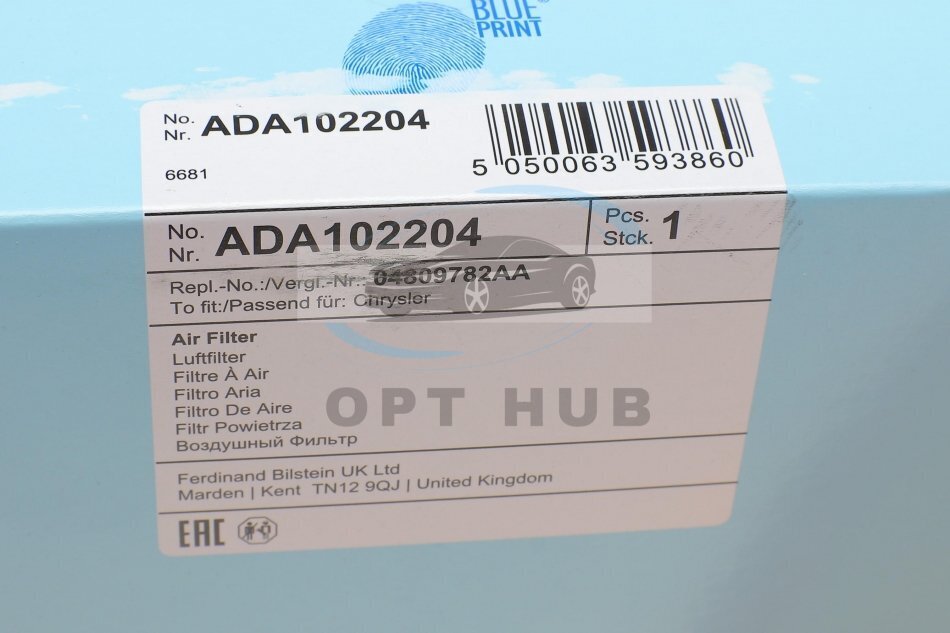 BLUE®
PRINT
No.
Nr. ADA102204
6681
5 050063 593860
No.
Nr. ADA102204
Pcs.
Stck. 1
Repl.-No.:/Vergl.-Nr.: 04809782AA
To fit:/Passend für: Chrysler
Air Filter
Luftfilter
Filtre À Air
Filtro Aria
Filtro De Aire
Filtr Powietrza
Воздушный Фильтр
OPT HUB
Ferdinand Bilstein UK Ltd
Marden | Kent TN12 9QJ | United Kingdom
EAC